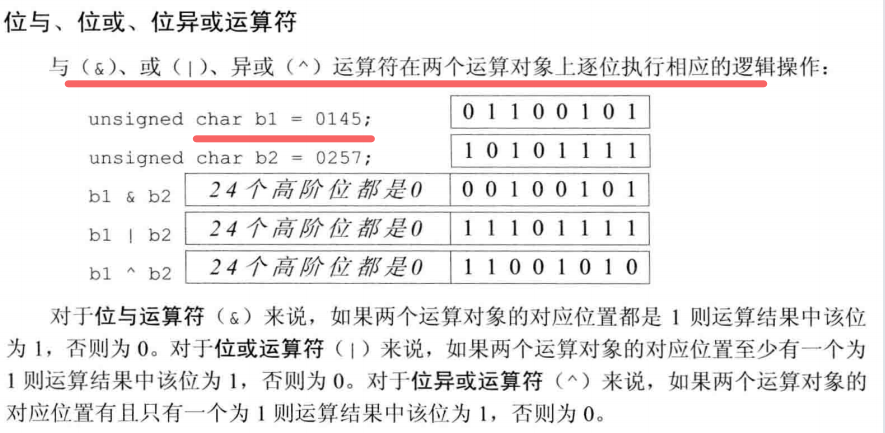 位与、位或、位异或运算符
与（&）、或（|）、异或（^）运算符在两个运算对象上逐位执行相应的逻辑操作：
unsigned char b1 = 0145; 0 1 1 0 0 1 0 1
unsigned char b2 = 0257; 1 0 1 0 1 1 1 1
b1 & b2 24个高阶位都是0 0 0 1 0 0 1 0 1
b1 | b2 24个高阶位都是0 1 1 1 0 1 1 1 1
b1 ^ b2 24个高阶位都是0 1 1 0 0 1 0 1 0
对于位与运算符（&）来说，如果两个运算对象的对应位置都是 1 则运算结果中该位
为 1，否则为 0。对于位或运算符（|）来说，如果两个运算对象的对应位置至少有一个为
1 则运算结果中该位为 1，否则为 0。对于位异或运算符（^）来说，如果两个运算对象的
对应位置有且只有一个为 1 则运算结果中该位为 1，否则为 0。